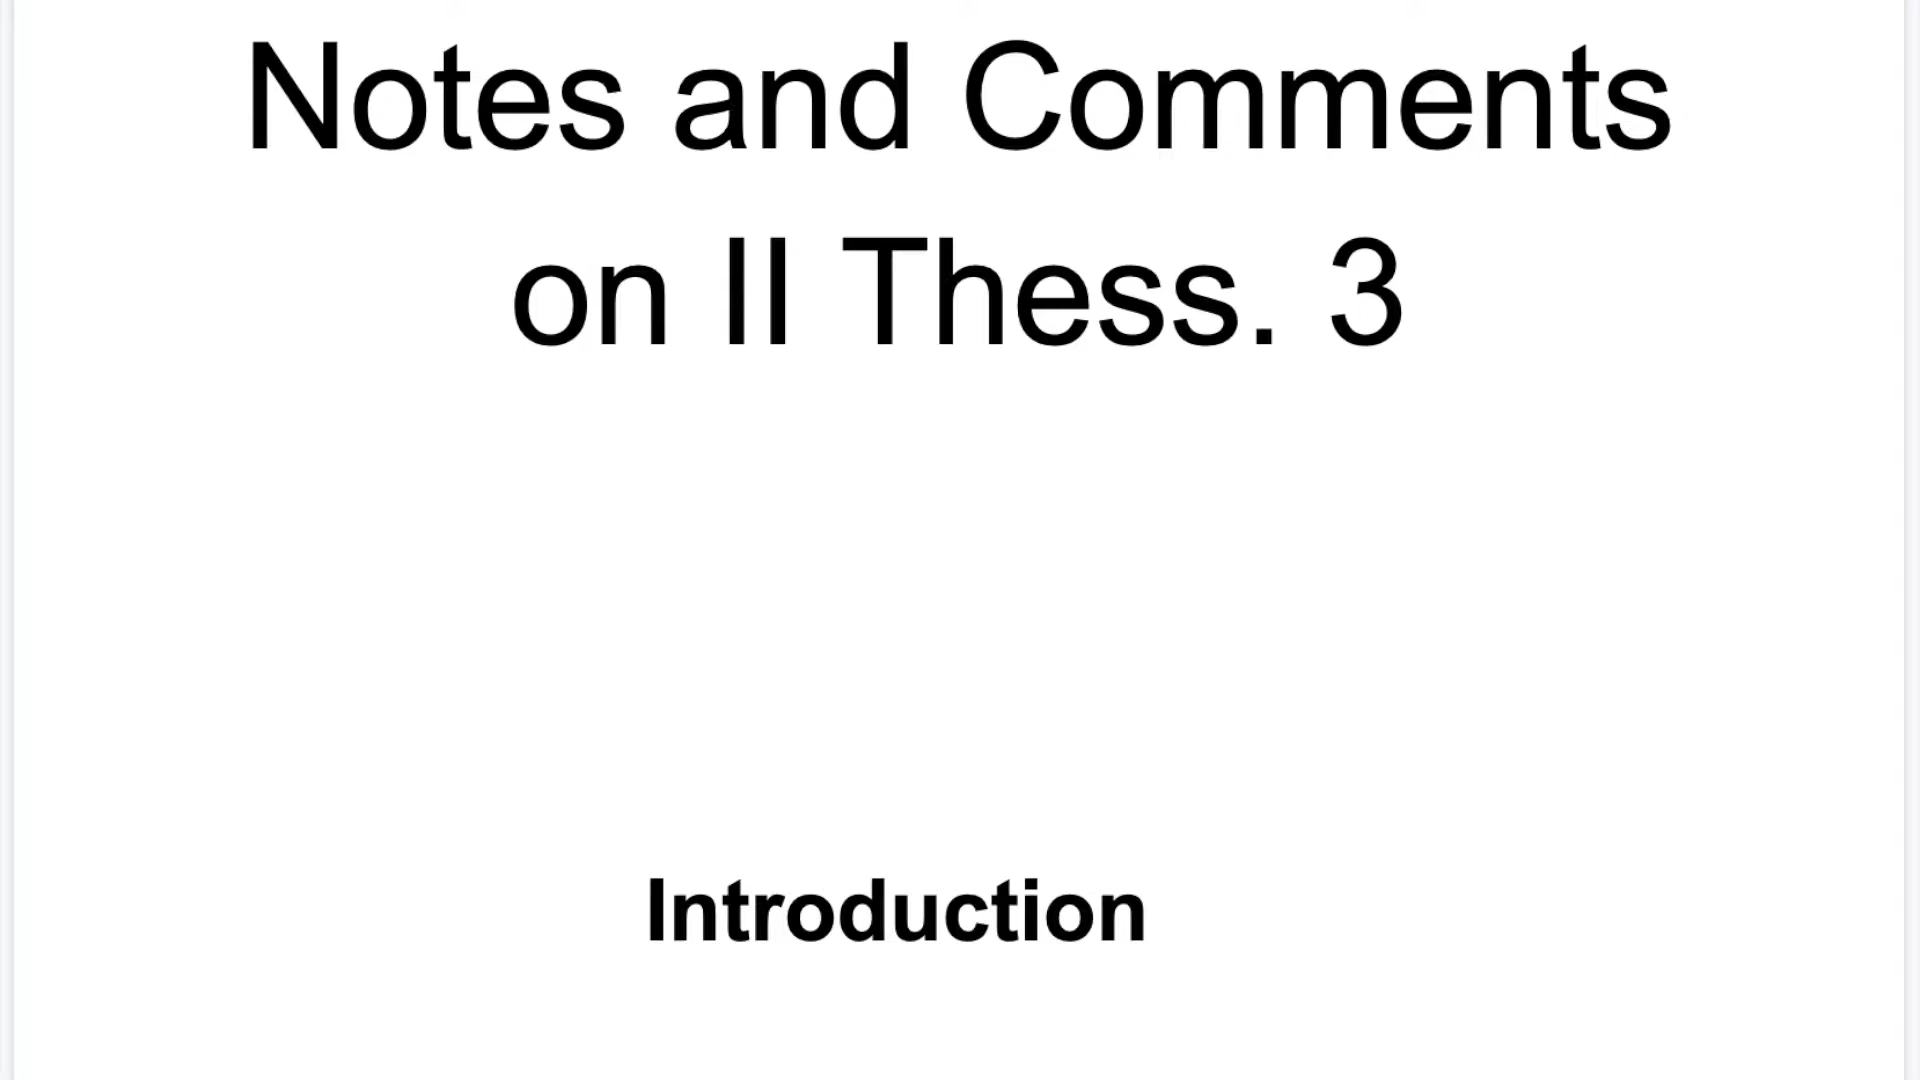 Notes and Comments
on II Thess. 3
Introduction